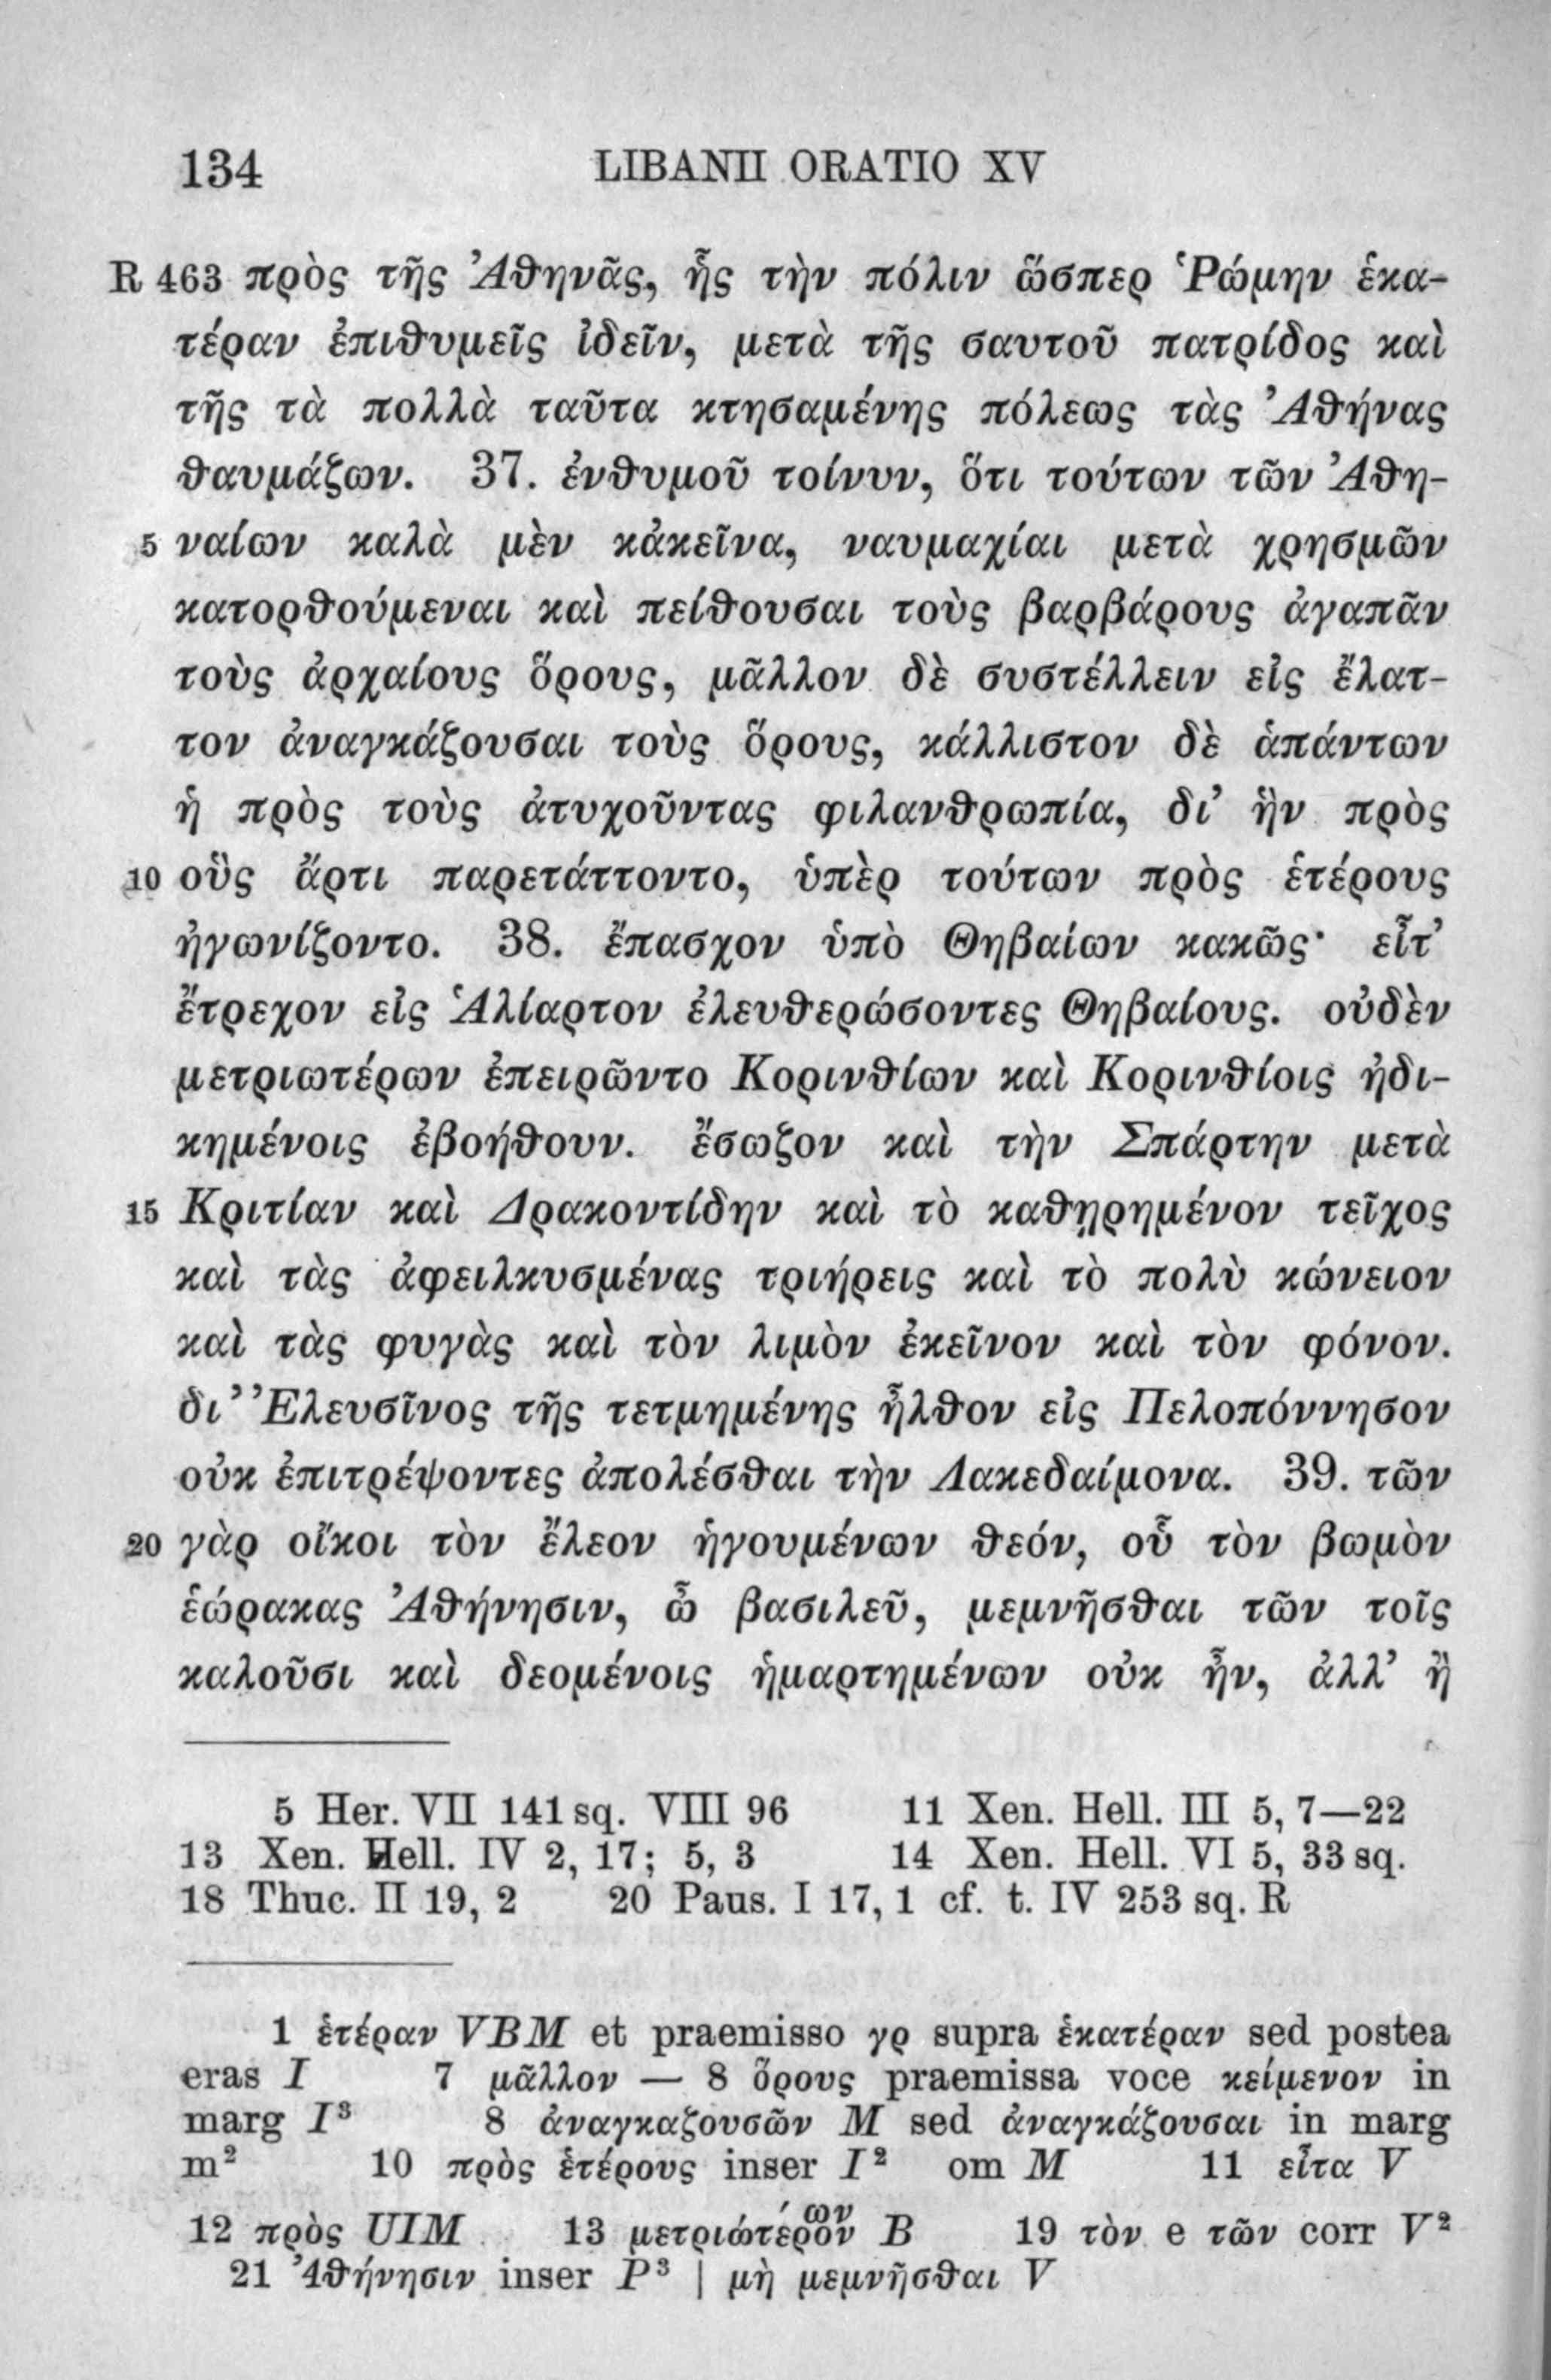 134 LIBANII ORATIO XV
R 463 πρὸς τῆς Ἀθηνᾶς, ἧς τὴν πόλιν ὥσπερ Ῥώμην ἑκα-
τέραν ἐπιθυμεῖς ἰδεῖν, μετὰ τῆς σαυτοῦ πατρίδος καὶ
τῆς τὰ πολλὰ ταῦτα κτησαμένης πόλεως τὰς Ἀθήνας
θαυμάζων. 37. ἐνθυμοῦ τοίνυν, ὅτι τούτων τῶν Ἀθη-
5 ναίων καλὰ μὲν κἀκεῖνα, ναυμαχίαι μετὰ χρησμῶν
κατορθούμεναι καὶ πείθουσαι τοὺς βαρβάρους ἀγαπᾶν
τοὺς ἀρχαίους ὅρους, μᾶλλον δὲ συστέλλειν εἰς ἔλατ-
τον ἀναγκάζουσαι τοὺς ὅρους, κάλλιστον δὲ ἁπάντων
ἡ πρὸς τοὺς ἀτυχοῦντας φιλανθρωπία, δι’ ἣν πρὸς
10 οὓς ἄρτι παρετάττοντο, ὑπὲρ τούτων πρὸς ἑτέρους
ἠγωνίζοντο. 38. ἔπασχον ὑπὸ Θηβαίων κακῶς· εἶτ’
ἔτρεχον εἰς Ἁλίαρτον ἐλευθερώσοντες Θηβαίους. οὐδὲν
μετριωτέρων ἐπειρῶντο Κορινθίων καὶ Κορινθίοις ἠδι-
κημένοις ἐβοήθουν. ἔσωζον καὶ τὴν Σπάρτην μετὰ
15 Κριτίαν καὶ Δρακοντίδην καὶ τὸ καθῃρημένον τεῖχος
καὶ τὰς ἀφειλκυσμένας τριήρεις καὶ τὸ πολὺ κώνειον
καὶ τὰς φυγὰς καὶ τὸν λιμὸν ἐκεῖνον καὶ τὸν φόνον.
δι’ Ἐλευσῖνος τῆς τετμημένης ἦλθον εἰς Πελοπόννησον
οὐκ ἐπιτρέψοντες ἀπολέσθαι τὴν Λακεδαίμονα. 39. τῶν
20 γὰρ οἴκοι τὸν ἔλεον ἡγουμένων θεόν, οὗ τὸν βωμὸν
ἑώρακας Ἀθήνησιν, ὦ βασιλεῦ, μεμνῆσθαι τῶν τοῖς
καλοῦσι καὶ δεομένοις ἡμαρτημένων οὐκ ἦν, ἀλλ’ ἢ
5 Her. VII 141 sq. VIII 96 11 Xen. Hell. III 5, 7—22
13 Xen. Hell. IV 2, 17; 5, 3 14 Xen. Hell. VI 5, 33 sq.
18 Thuc. II 19, 2 20 Paus. I 17, 1 cf. t. IV 253 sq. R
1 ἑτέραν VBM et praemisso γρ supra ἑκατέραν sed postea
eras I 7 μᾶλλον — 8 ὅρους praemissa voce κείμενον in
marg I³ 8 ἀναγκαζουσῶν M sed ἀναγκάζουσαι in marg
m² 10 πρὸς ἑτέρους inser I² om M 11 εἶτα V
12 πρὸς UIM 13 μετριώτέρον ων B 19 τὸν e τῶν corr V²
21 Ἀθήνησιν inser P³ | μὴ μεμνῆσθαι V